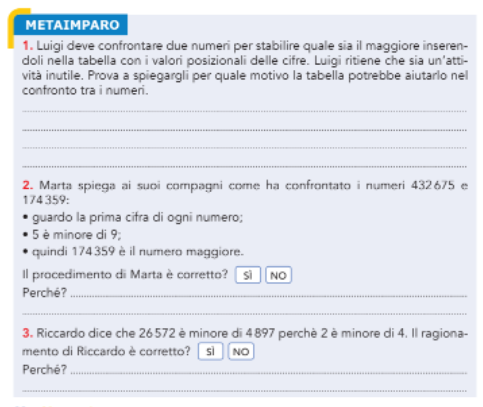 METAIMPARO
1. Luigi deve confrontare due numeri per stabilire quale sia il maggiore inseren-
doli nella tabella con i valori posizionali delle cifre. Luigi ritiene che sia un'atti-
vità inutile. Prova a spiegargli per quale motivo la tabella potrebbe aiutarlo nel
confronto tra i numeri.
2. Marta spiega ai suoi compagni come ha confrontato i numeri 432675 e
174359:
• guardo la prima cifra di ogni numero;
• 5 è minore di 9;
• quindi 174359 è il numero maggiore.
Il procedimento di Marta è corretto? SÌ NO
Perché?
3. Riccardo dice che 26572 è minore di 4897 perchè 2 è minore di 4. Il ragiona-
mento di Riccardo è corretto? SÌ NO
Perché?